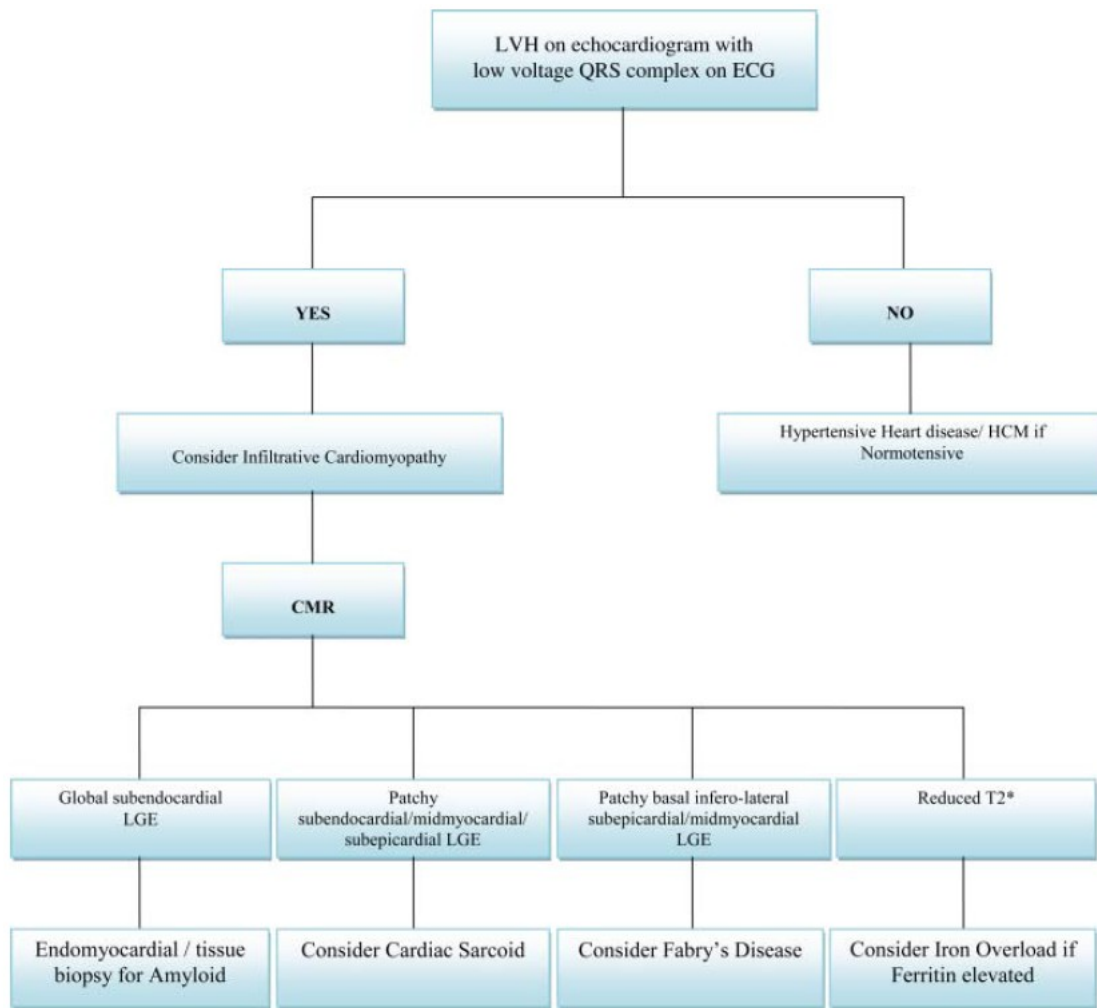 LVH on echocardiogram with
low voltage QRS complex on ECG
YES
NO
Consider Infiltrative Cardiomyopathy
Hypertensive Heart disease/ HCM if
Normotensive
CMR
Global subendocardial
LGE
Patchy
subendocardial/midmyocardial/
subepicardial LGE
Patchy basal infero-lateral
subepicardial/midmyocardial
LGE
Reduced T2*
Endomyocardial / tissue
biopsy for Amyloid
Consider Cardiac Sarcoid
Consider Fabry's Disease
Consider Iron Overload if
Ferritin elevated